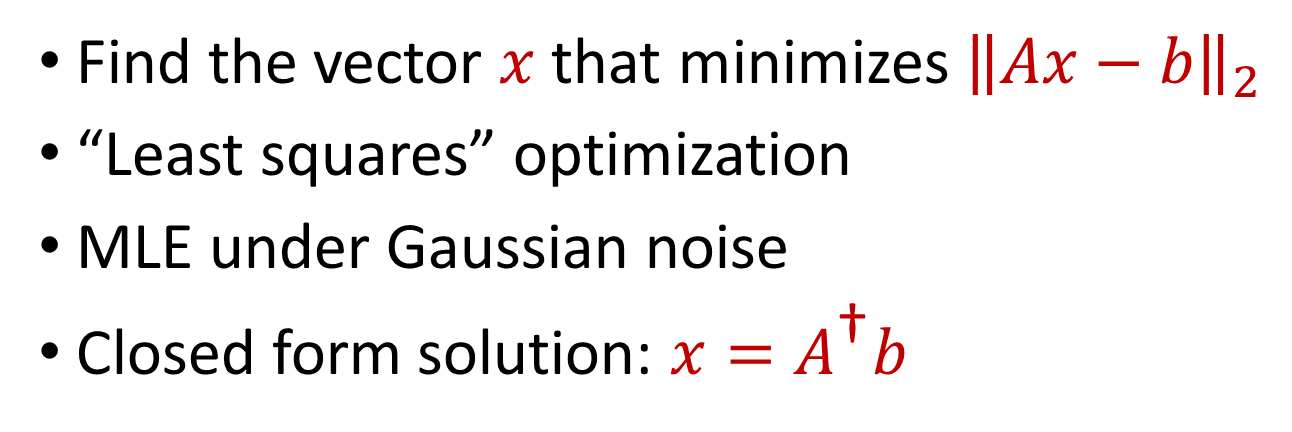 • Find the vector x that minimizes ‖Ax − b‖₂
• “Least squares” optimization
• MLE under Gaussian noise
• Closed form solution: x = A†b